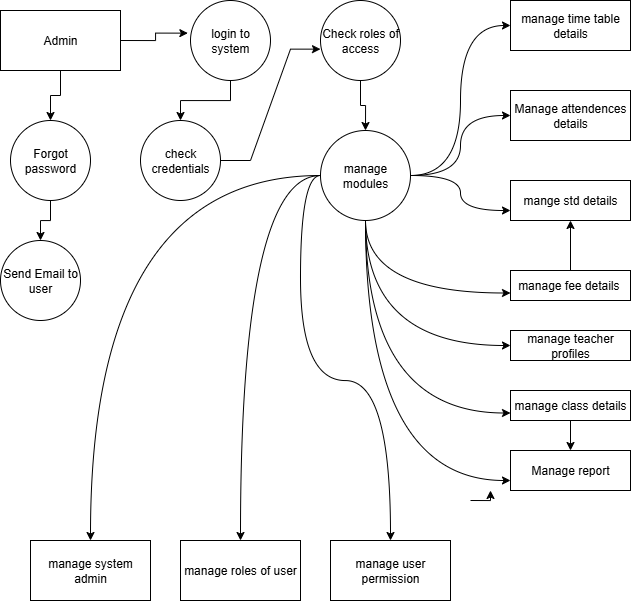 Admin
login to
system
Check roles of
access
manage time table
details
Manage attendences
details
Forgot
password
check
credentials
manage
modules
mange std details
Send Email to
user
manage fee details
manage teacher
profiles
manage class details
Manage report
manage system
admin
manage roles of user
manage user
permission